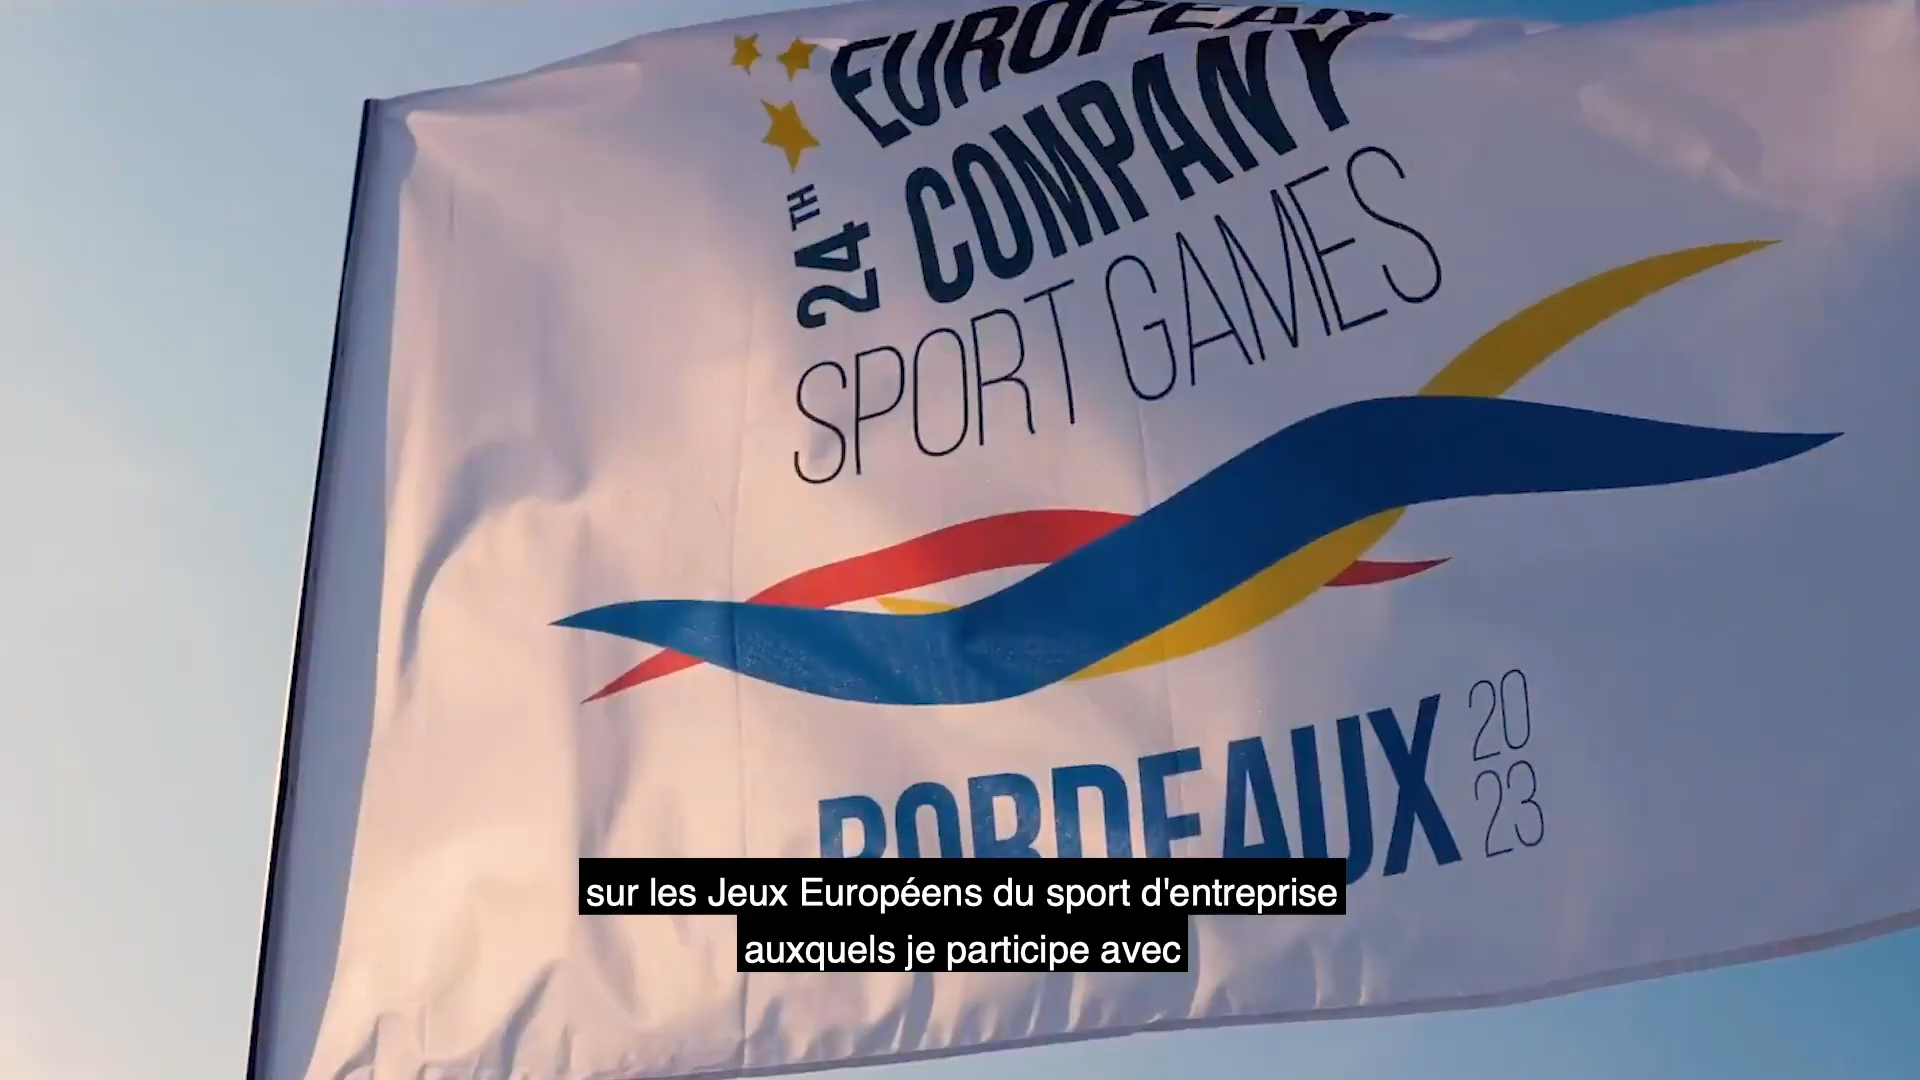 EUROPEAN
24TH COMPANY
SPORT GAMES
BORDEAUX 20
23
sur les Jeux Européens du sport d'entreprise
auxquels je participe avec